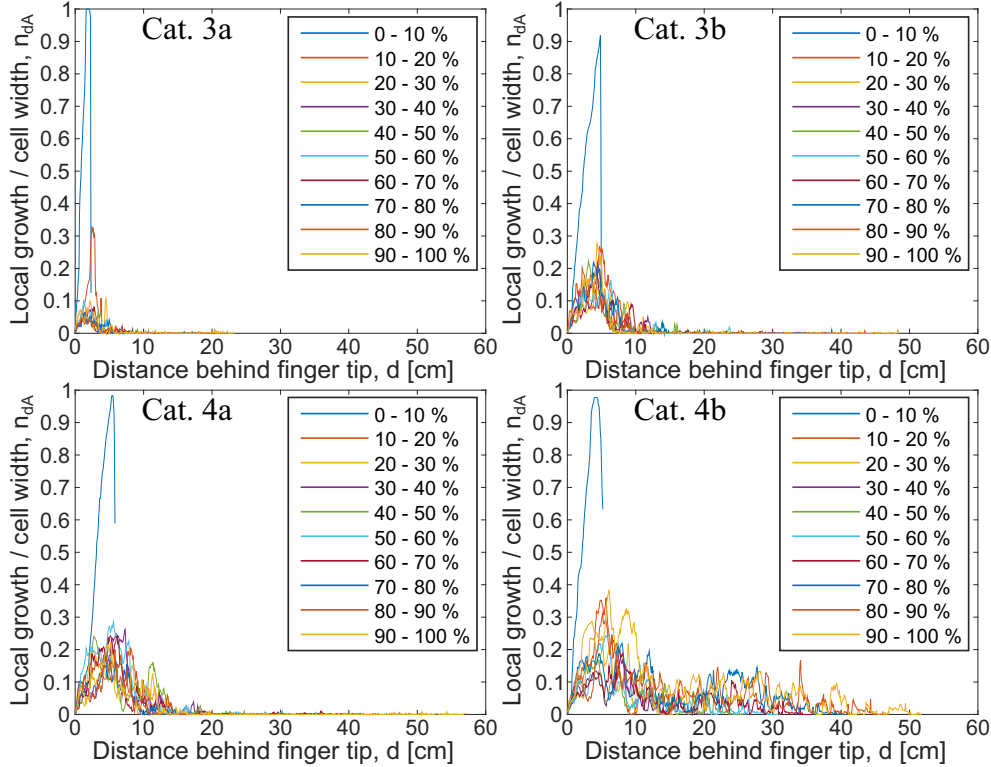 Cat. 3a
Local growth / cell width, n_dA
1
0.9
0.8
0.7
0.6
0.5
0.4
0.3
0.2
0.1
0
0 10 20 30 40 50 60
Distance behind finger tip, d [cm]
0 - 10 %
10 - 20 %
20 - 30 %
30 - 40 %
40 - 50 %
50 - 60 %
60 - 70 %
70 - 80 %
80 - 90 %
90 - 100 %
Cat. 3b
Local growth / cell width, n_dA
1
0.9
0.8
0.7
0.6
0.5
0.4
0.3
0.2
0.1
0
0 10 20 30 40 50 60
Distance behind finger tip, d [cm]
0 - 10 %
10 - 20 %
20 - 30 %
30 - 40 %
40 - 50 %
50 - 60 %
60 - 70 %
70 - 80 %
80 - 90 %
90 - 100 %
Cat. 4a
Local growth / cell width, n_dA
1
0.9
0.8
0.7
0.6
0.5
0.4
0.3
0.2
0.1
0
0 10 20 30 40 50 60
Distance behind finger tip, d [cm]
0 - 10 %
10 - 20 %
20 - 30 %
30 - 40 %
40 - 50 %
50 - 60 %
60 - 70 %
70 - 80 %
80 - 90 %
90 - 100 %
Cat. 4b
Local growth / cell width, n_dA
1
0.9
0.8
0.7
0.6
0.5
0.4
0.3
0.2
0.1
0
0 10 20 30 40 50 60
Distance behind finger tip, d [cm]
0 - 10 %
10 - 20 %
20 - 30 %
30 - 40 %
40 - 50 %
50 - 60 %
60 - 70 %
70 - 80 %
80 - 90 %
90 - 100 %